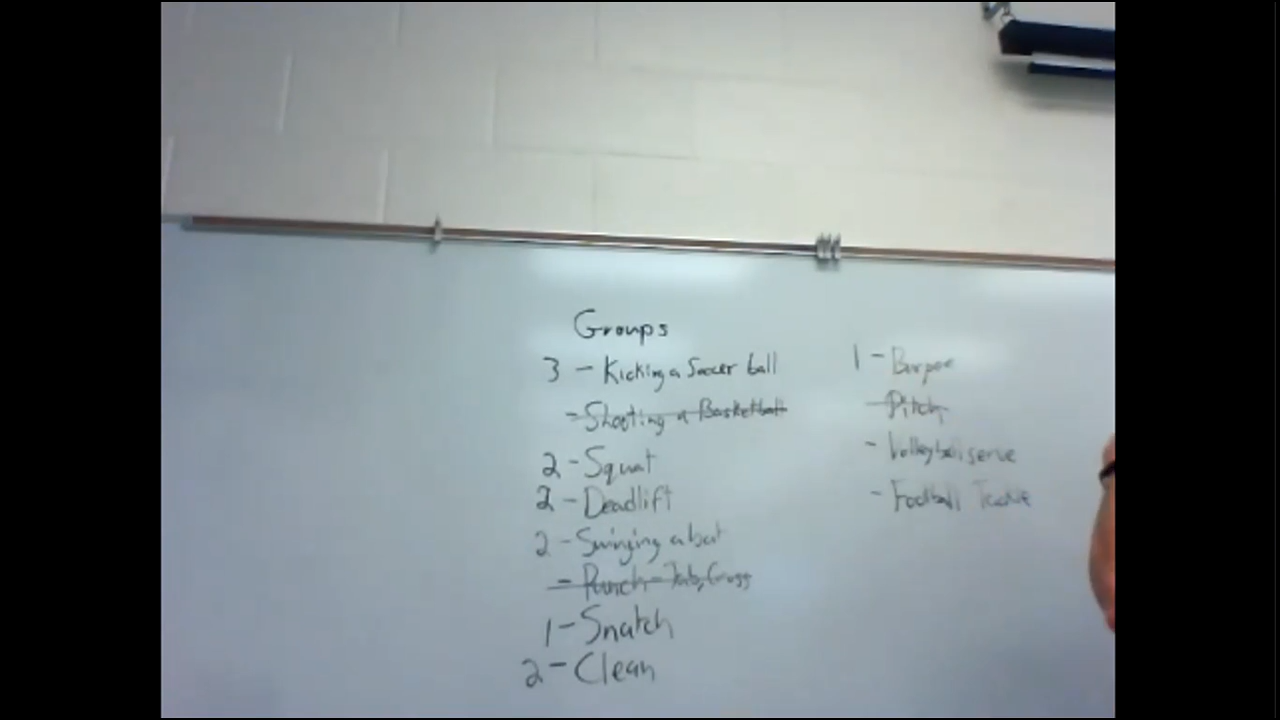 Groups
3 - Kicking a Soccer ball
- Shooting a Basketball
2 - Squat
2 - Deadlift
2 - Swinging a bat
- Punch - Jab,
1 - Snatch
2 - Clean
1 - Burpee
- Pitch
- Volleyball serve
- Football Tackle